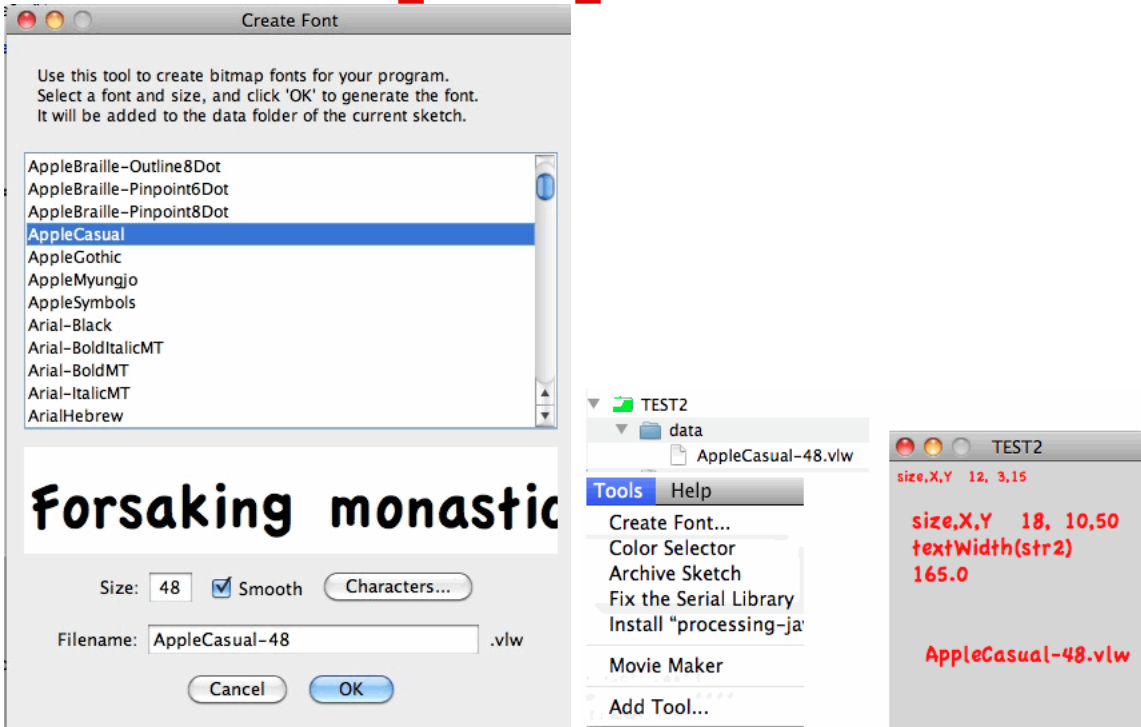 Create Font
Use this tool to create bitmap fonts for your program.
Select a font and size, and click 'OK' to generate the font.
It will be added to the data folder of the current sketch.
AppleBraille-Outline8Dot
AppleBraille-Pinpoint6Dot
AppleBraille-Pinpoint8Dot
AppleCasual
AppleGothic
AppleMyungjo
AppleSymbols
Arial-Black
Arial-BoldItalicMT
Arial-BoldMT
Arial-ItalicMT
ArialHebrew
Forsaking monastic
Size: 48 Smooth Characters...
Filename: AppleCasual-48 .vlw
Cancel OK
TEST2
data
AppleCasual-48.vlw
Tools Help
Create Font...
Color Selector
Archive Sketch
Fix the Serial Library
Install "processing-ja
Movie Maker
Add Tool...
TEST2
size,X,Y 12, 3,15
size,X,Y 18, 10,50
textWidth(str2)
165.0
AppleCasual-48.vlw